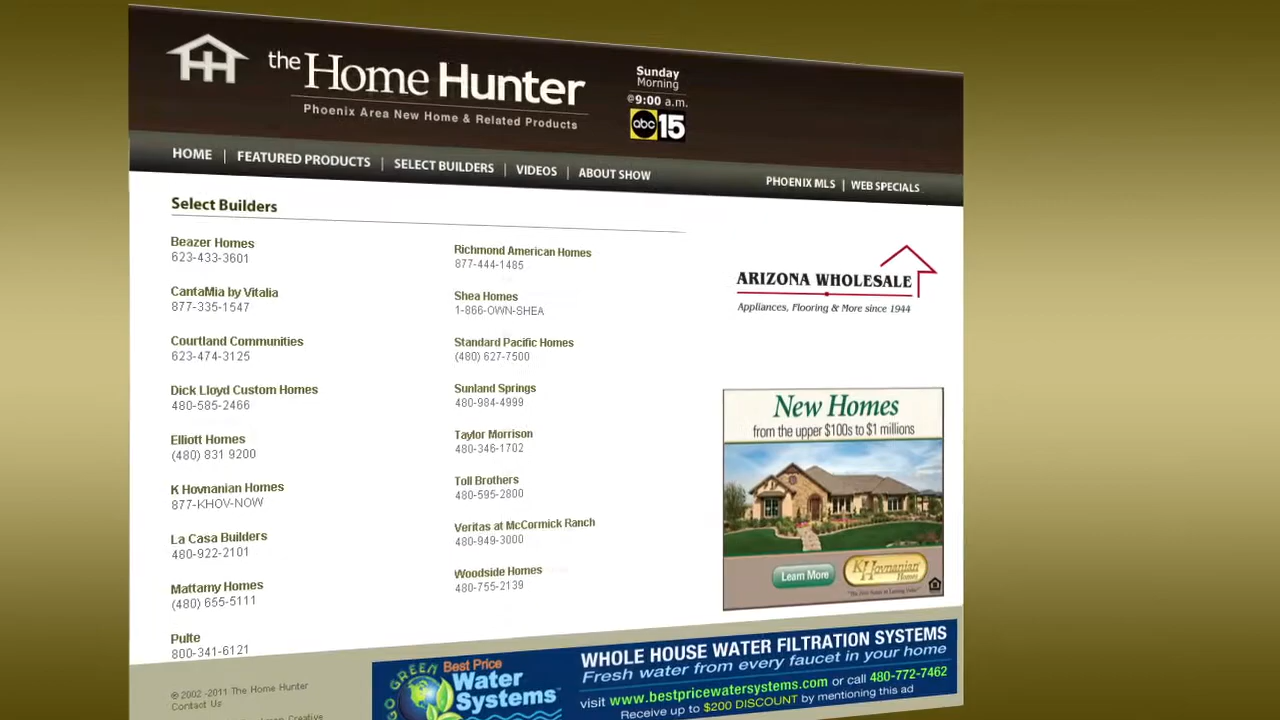 the Home Hunter
Phoenix Area New Home & Related Products
Sunday
Morning
@9:00 a.m.
abc 15
HOME | FEATURED PRODUCTS | SELECT BUILDERS | VIDEOS | ABOUT SHOW
PHOENIX MLS | WEB SPECIALS
Select Builders
Beazer Homes
623-433-3601
CantaMia by Vitalia
877-335-1547
Courtland Communities
623-474-3125
Dick Lloyd Custom Homes
480-585-2466
Elliott Homes
(480) 831 9200
K Hovnanian Homes
877-KHOV-NOW
La Casa Builders
480-922-2101
Mattamy Homes
(480) 655-5111
Pulte
800-341-6121
Richmond American Homes
877-444-1485
Shea Homes
1-866-OWN-SHEA
Standard Pacific Homes
(480) 627-7500
Sunland Springs
480-984-4999
Taylor Morrison
480-346-1702
Toll Brothers
480-595-2800
Veritas at McCormick Ranch
480-949-3000
Woodside Homes
480-755-2139
ARIZONA WHOLESALE
Appliances, Flooring & More since 1944
New Homes
from the upper $100s to $1 millions
Learn More
K Hovnanian
Homes
© 2002 -2011 The Home Hunter
Contact Us
Creative
GO GREEN
Best Price
Water
Systems™
WHOLE HOUSE WATER FILTRATION SYSTEMS
Fresh water from every faucet in your home
visit www.bestpricewatersystems.com or call 480-772-7462
Receive up to $200 DISCOUNT by mentioning this ad